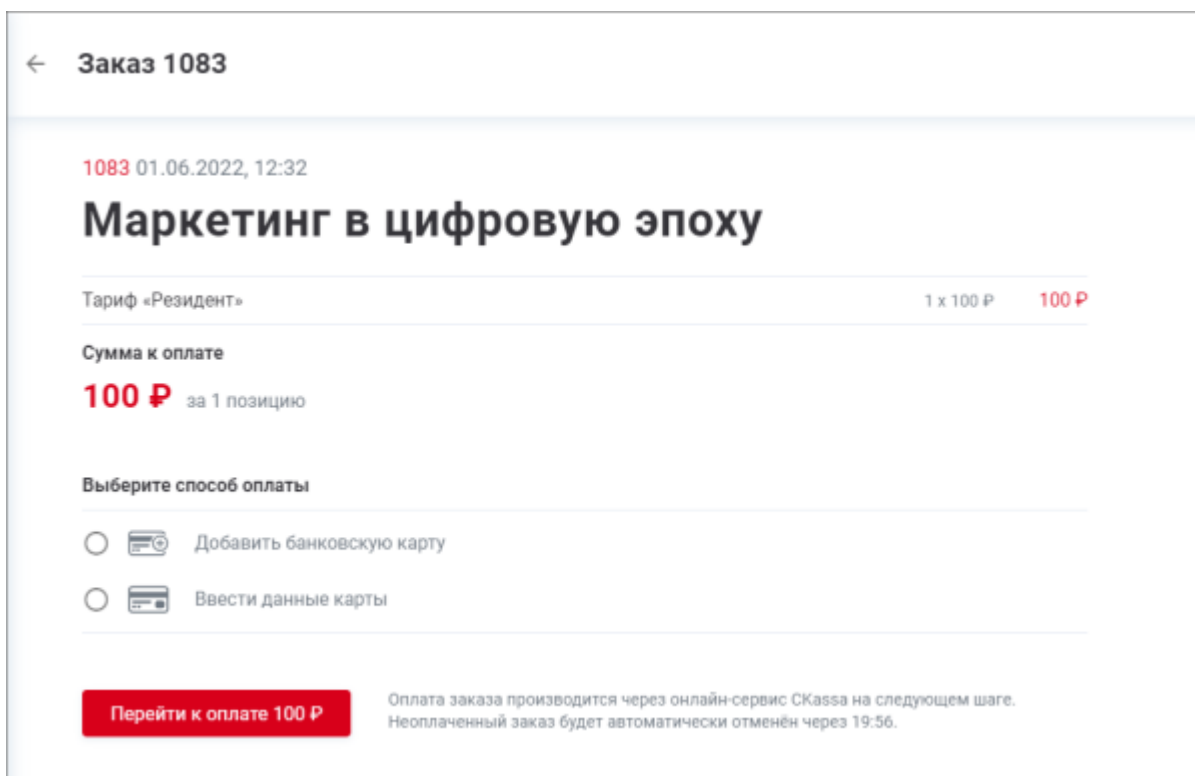 Заказ 1083
1083 01.06.2022, 12:32
Маркетинг в цифровую эпоху
Тариф «Резидент» 1 x 100 ₽ 100 ₽
Сумма к оплате
100 ₽ за 1 позицию
Выберите способ оплаты
Добавить банковскую карту
Ввести данные карты
Перейти к оплате 100 ₽
Оплата заказа производится через онлайн-сервис CKassa на следующем шаге.
Неоплаченный заказ будет автоматически отменён через 19:56.